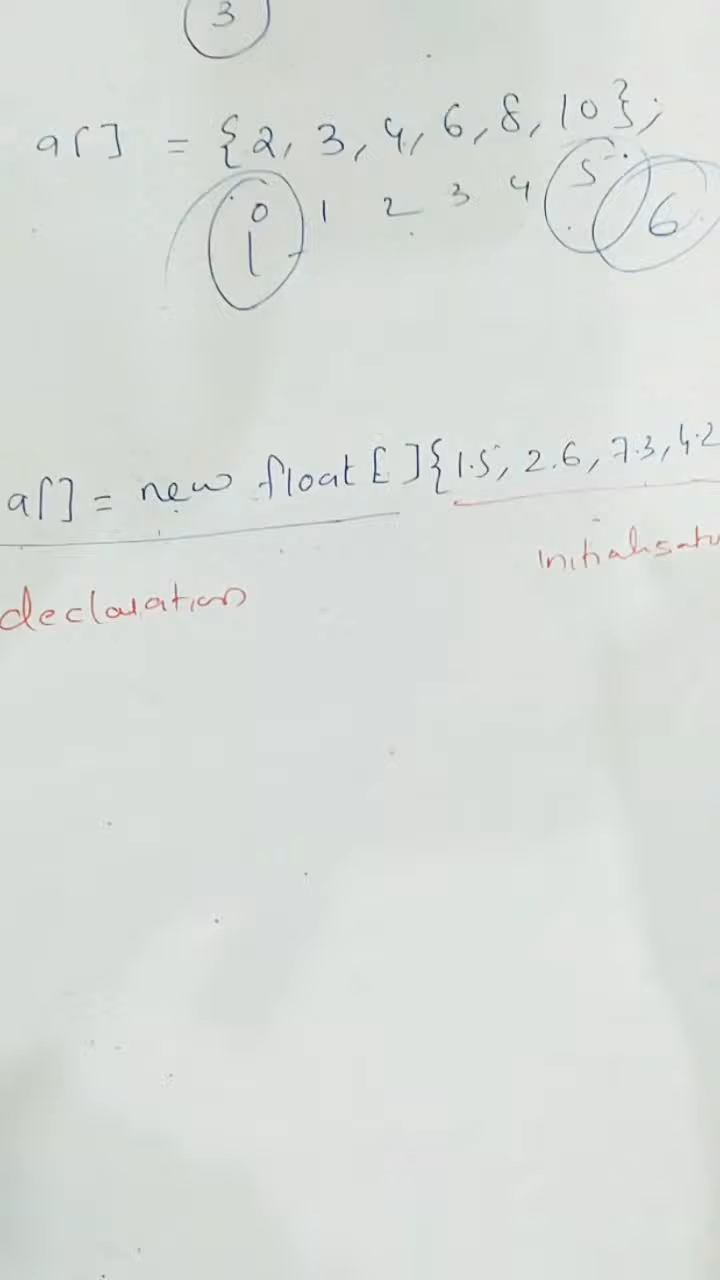 3
a[] = {2, 3, 4, 6, 8, 10};
0 1 2 3 4 5 6
1
a[] = new float[]{1.5, 2.6, 7.3, 4.2
declaration